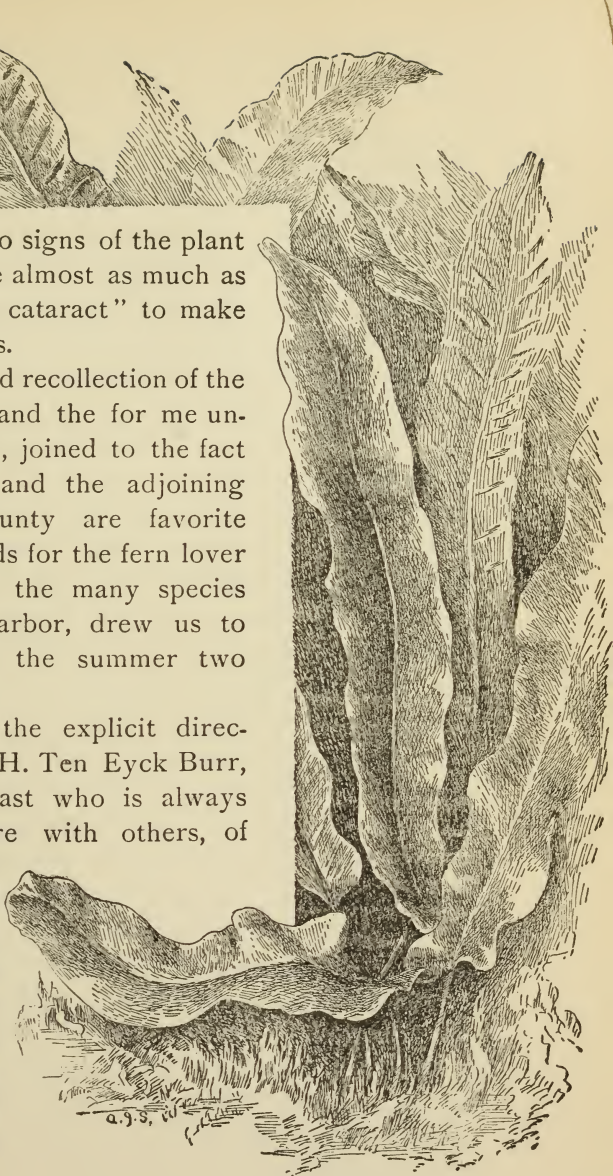 o signs of the plant
e almost as much as
cataract" to make
s.
d recollection of the
and the for me un-
, joined to the fact
and the adjoining
unty are favorite
ds for the fern lover
the many species
arbor, drew us to
the summer two
the explicit direc-
H. Ten Eyck Burr,
ast who is always
re with others, of
a.g.s,